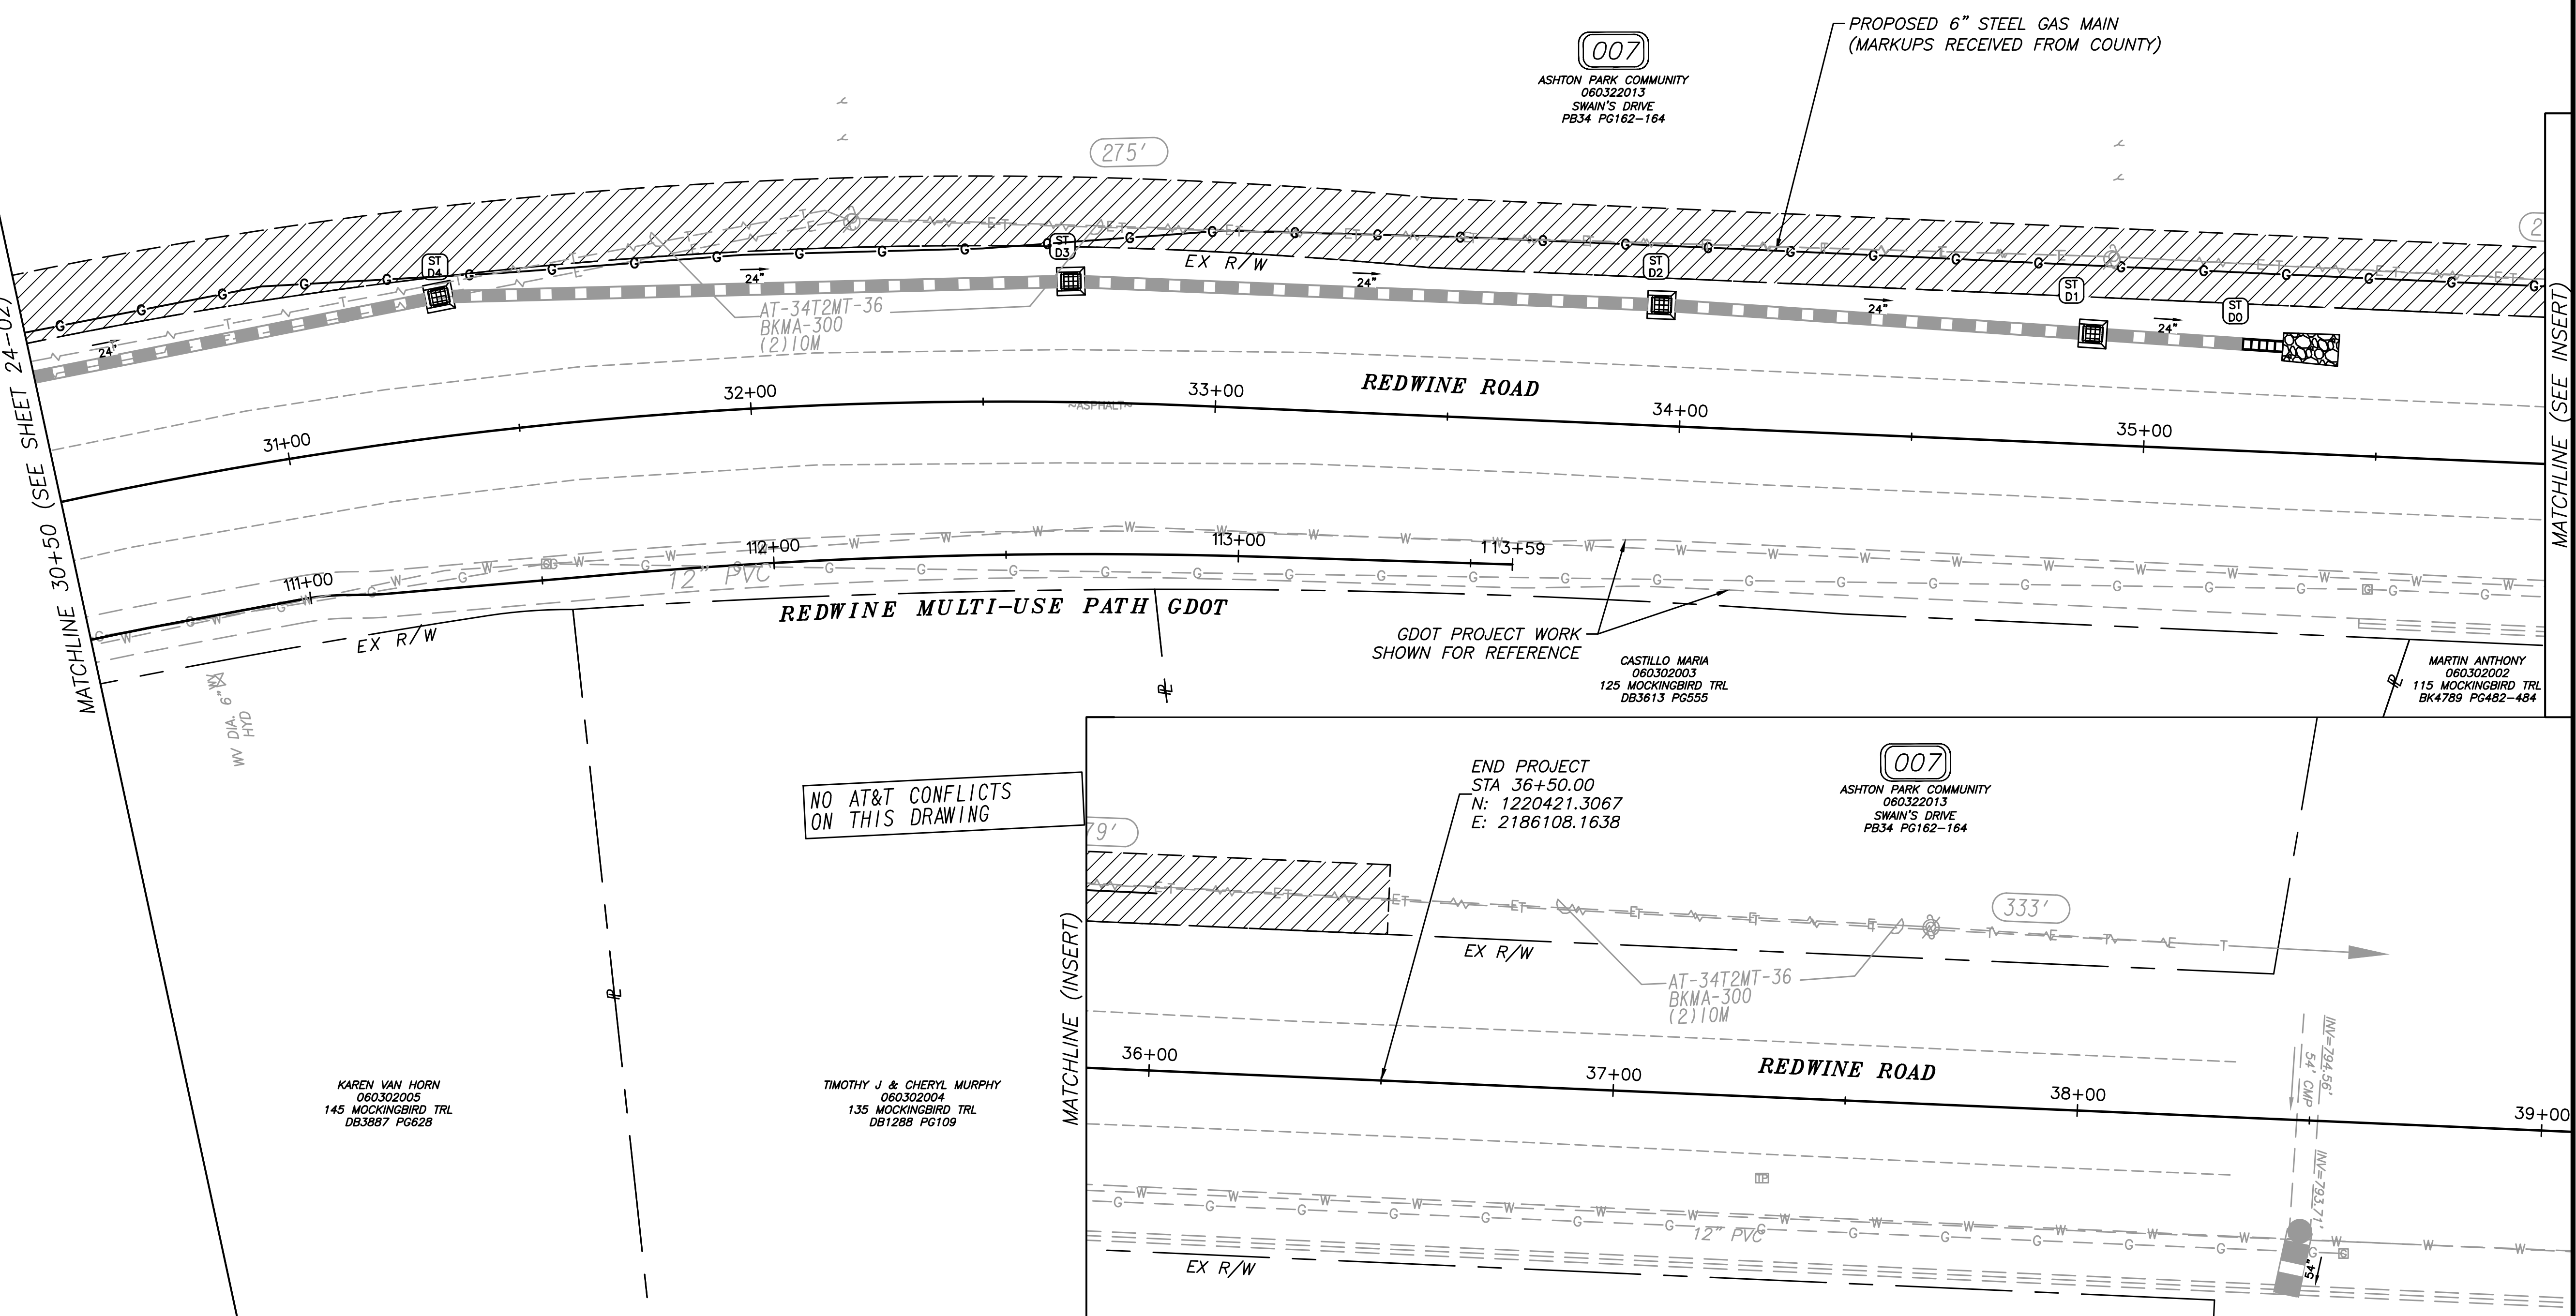 PROPOSED 6" STEEL GAS MAIN
(MARKUPS RECEIVED FROM COUNTY)
007
ASHTON PARK COMMUNITY
060322013
SWAIN'S DRIVE
PB34 PG162-164
275'
2
ST
D4
ST
D3
ST
D2
ST
D1
ST
D0
EX R/W
24"
24"
24"
24"
24"
AT-34T2MT-36
BKMA-300
(2)10M
REDWINE ROAD
~ASPHALT~
31+00
32+00
33+00
34+00
35+00
MATCHLINE 30+50 (SEE SHEET 24-02)
MATCHLINE (SEE INSERT)
111+00
112+00
113+00
113+59
12" PVC
REDWINE MULTI-USE PATH GDOT
EX R/W
GDOT PROJECT WORK
SHOWN FOR REFERENCE
CASTILLO MARIA
060302003
125 MOCKINGBIRD TRL
DB3613 PG555
MARTIN ANTHONY
060302002
115 MOCKINGBIRD TRL
BK4789 PG482-484
WV DIA. 6"
HYD
NO AT&T CONFLICTS
ON THIS DRAWING
END PROJECT
STA 36+50.00
N: 1220421.3067
E: 2186108.1638
007
ASHTON PARK COMMUNITY
060322013
SWAIN'S DRIVE
PB34 PG162-164
79'
333'
EX R/W
AT-34T2MT-36
BKMA-300
(2)10M
MATCHLINE (INSERT)
36+00
37+00
38+00
39+00
REDWINE ROAD
INV=794.56'
54' CMP
INV=793.71'
54"
TP
12" PVC
EX R/W
KAREN VAN HORN
060302005
145 MOCKINGBIRD TRL
DB3887 PG628
TIMOTHY J & CHERYL MURPHY
060302004
135 MOCKINGBIRD TRL
DB1288 PG109